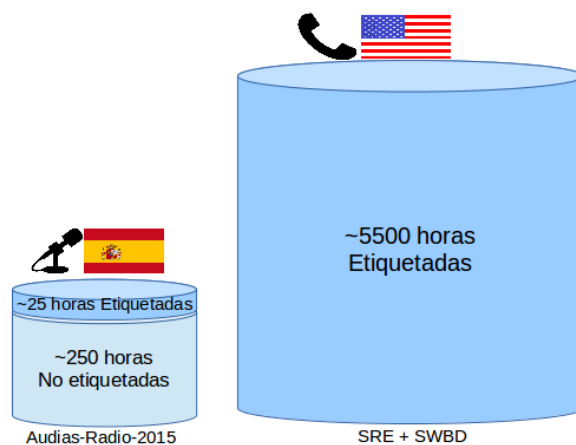 ~25 horas Etiquetadas
~250 horas
No etiquetadas
Audias-Radio-2015
~5500 horas
Etiquetadas
SRE + SWBD